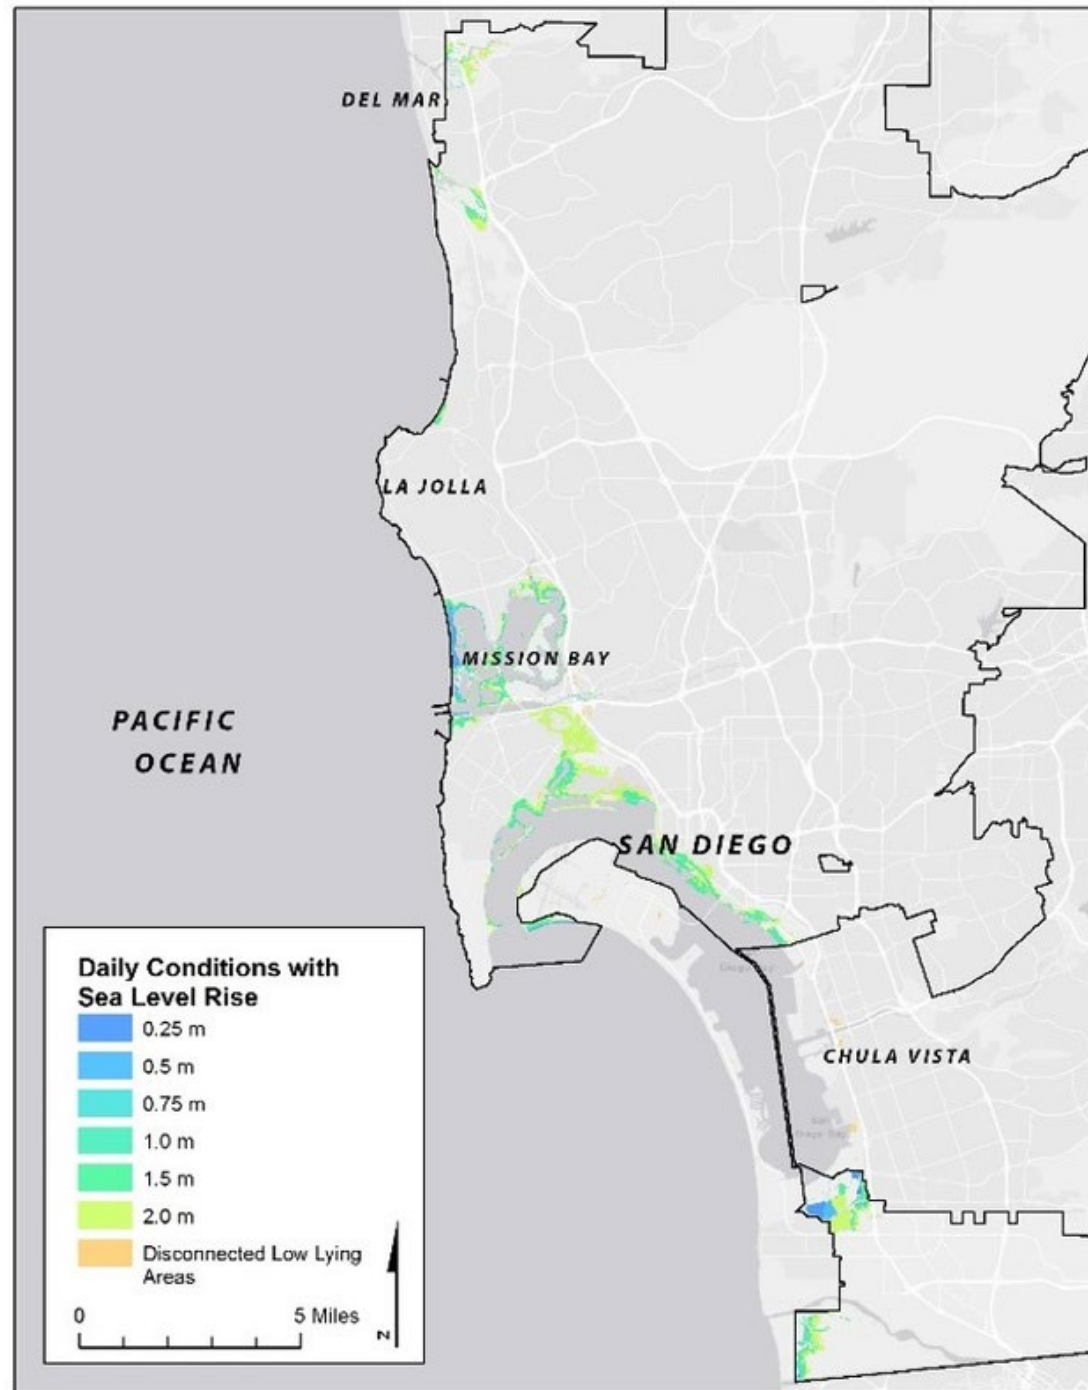 DEL MAR
LA JOLLA
MISSION BAY
PACIFIC
OCEAN
SAN DIEGO
CHULA VISTA
Daily Conditions with
Sea Level Rise
0.25 m
0.5 m
0.75 m
1.0 m
1.5 m
2.0 m
Disconnected Low Lying
Areas
0
5 Miles
N